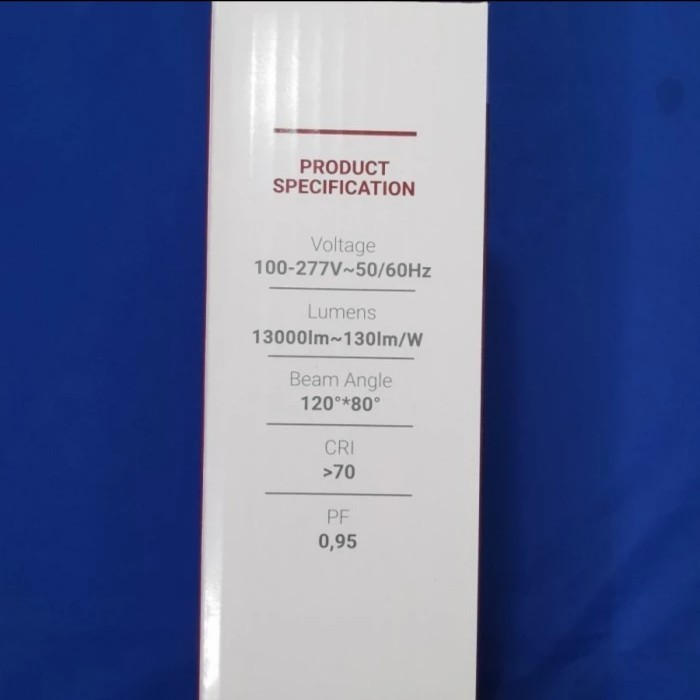 PRODUCT
SPECIFICATION
Voltage
100-277V~50/60Hz
Lumens
13000lm~130lm/W
Beam Angle
120°*80°
CRI
>70
PF
0,95